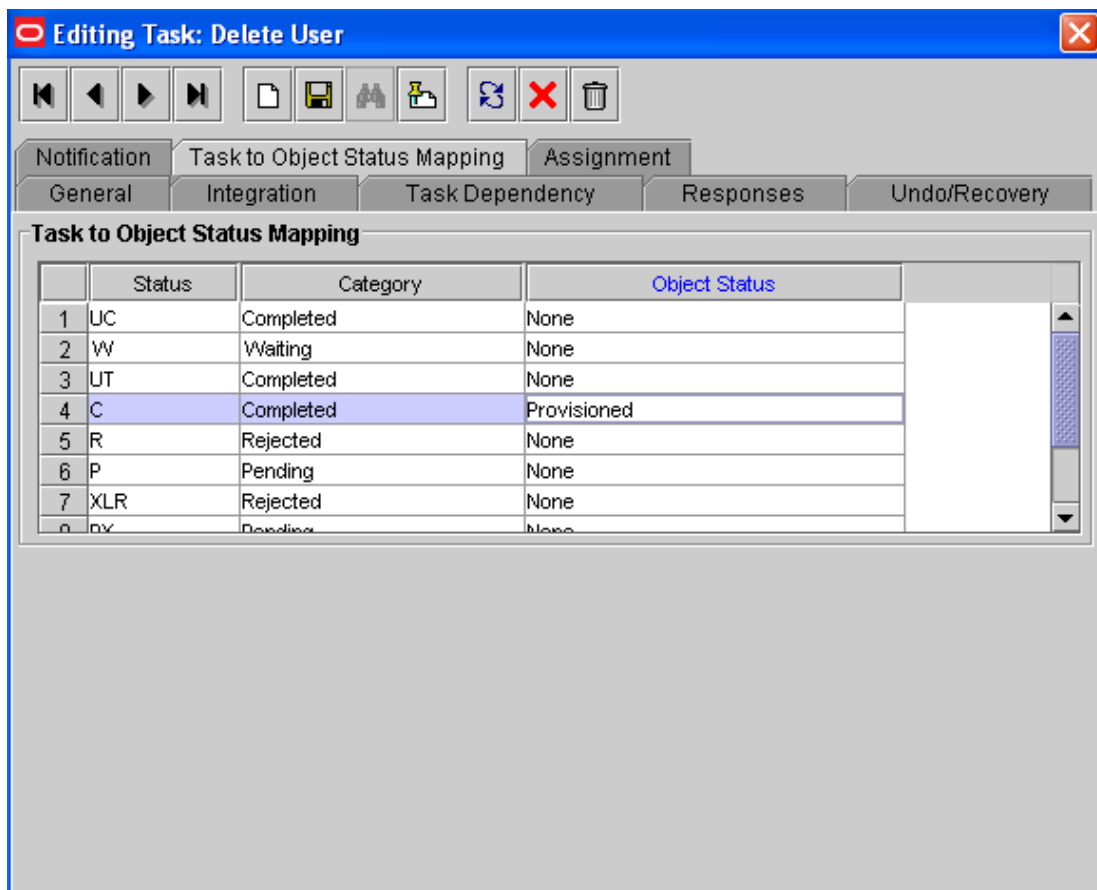 Editing Task: Delete User
Notification Task to Object Status Mapping Assignment
General Integration Task Dependency Responses Undo/Recovery
Task to Object Status Mapping
Status Category Object Status
1 UC Completed None
2 W Waiting None
3 UT Completed None
4 C Completed Provisioned
5 R Rejected None
6 P Pending None
7 XLR Rejected None
Pending None